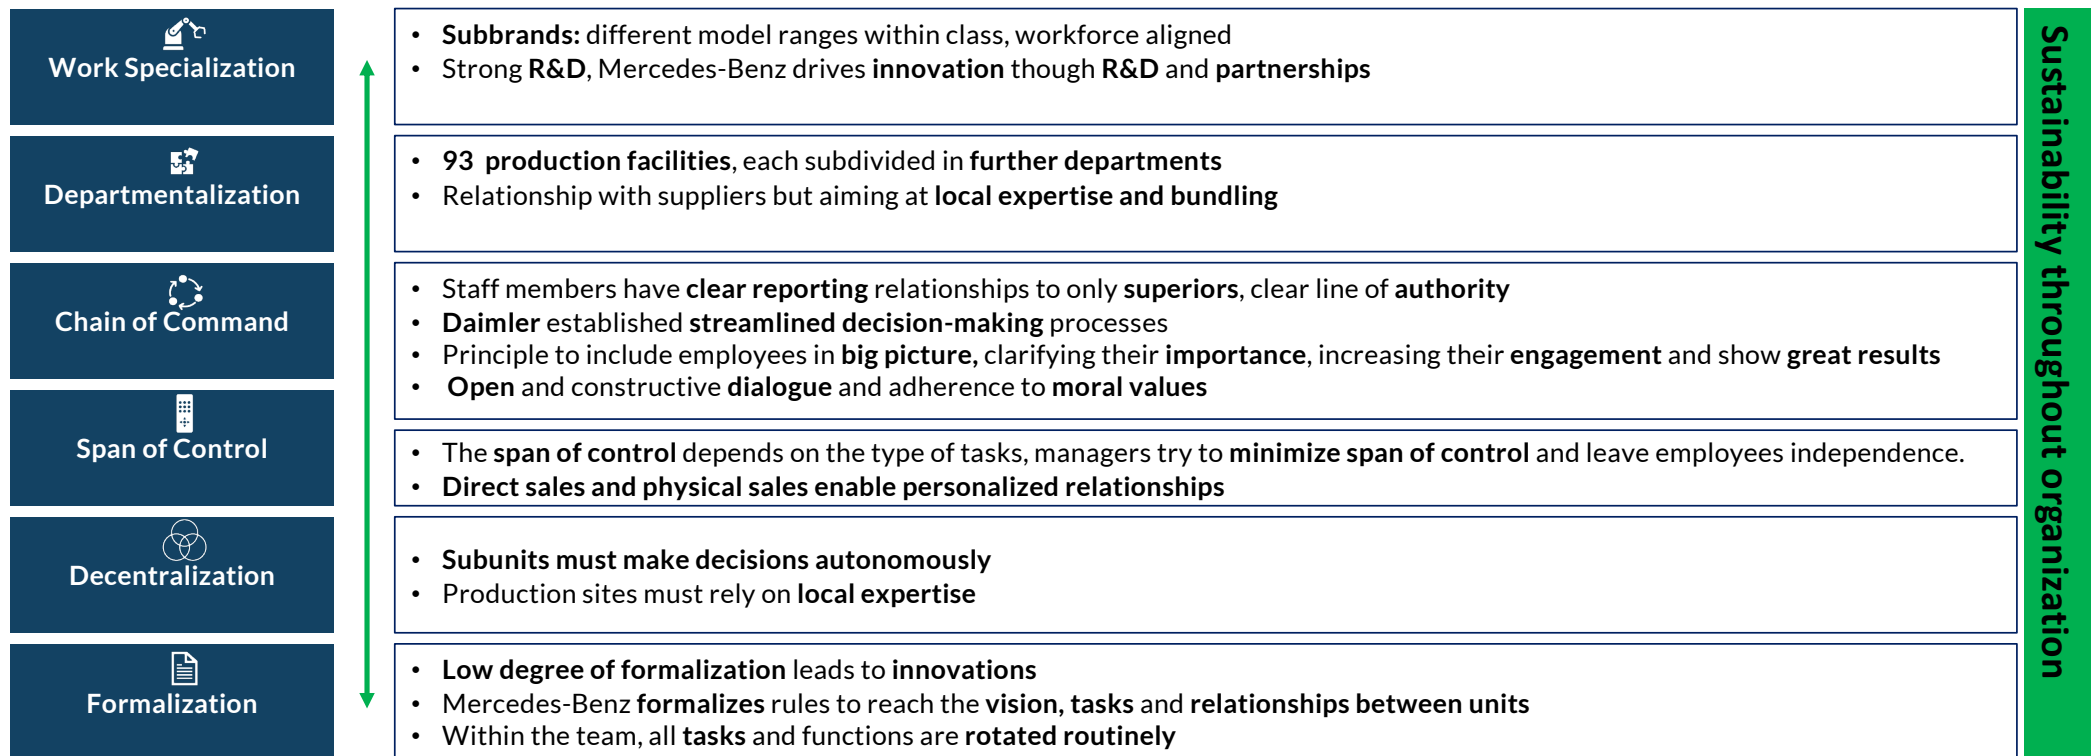 Work Specialization
• Subbrands: different model ranges within class, workforce aligned
• Strong R&D, Mercedes-Benz drives innovation though R&D and partnerships
Departmentalization
• 93 production facilities, each subdivided in further departments
• Relationship with suppliers but aiming at local expertise and bundling
Chain of Command
• Staff members have clear reporting relationships to only superiors, clear line of authority
• Daimler established streamlined decision-making processes
• Principle to include employees in big picture, clarifying their importance, increasing their engagement and show great results
• Open and constructive dialogue and adherence to moral values
Span of Control
• The span of control depends on the type of tasks, managers try to minimize span of control and leave employees independence.
• Direct sales and physical sales enable personalized relationships
Decentralization
• Subunits must make decisions autonomously
• Production sites must rely on local expertise
Formalization
• Low degree of formalization leads to innovations
• Mercedes-Benz formalizes rules to reach the vision, tasks and relationships between units
• Within the team, all tasks and functions are rotated routinely
Sustainability throughout organization